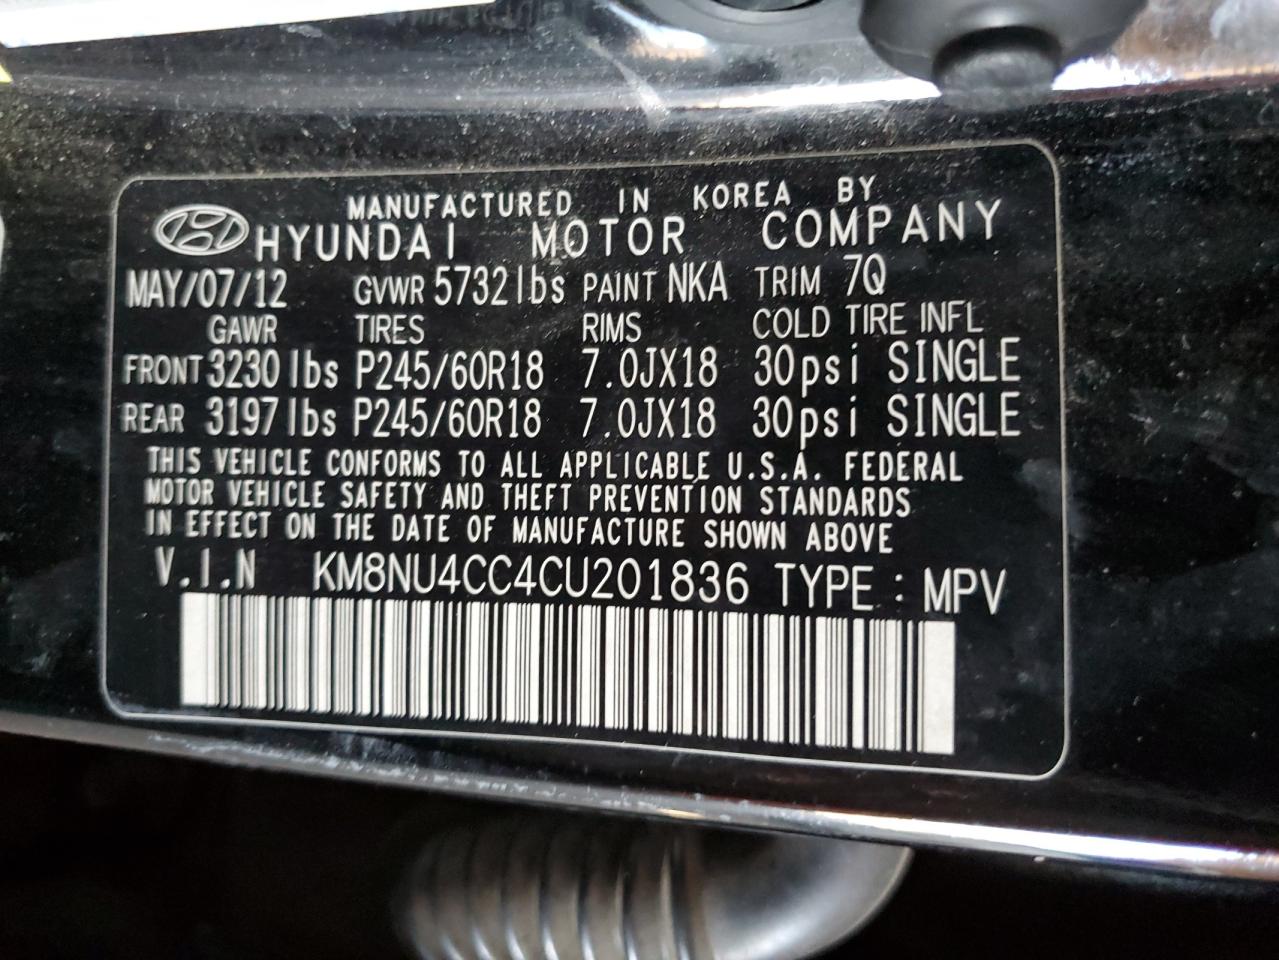 MANUFACTURED IN KOREA BY
HYUNDAI MOTOR COMPANY
MAY/07/12 GVWR 5732lbs PAINT NKA TRIM 7Q
GAWR TIRES RIMS COLD TIRE INFL
FRONT 3230lbs P245/60R18 7.0JX18 30psi SINGLE
REAR 3197lbs P245/60R18 7.0JX18 30psi SINGLE
THIS VEHICLE CONFORMS TO ALL APPLICABLE U.S.A. FEDERAL
MOTOR VEHICLE SAFETY AND THEFT PREVENTION STANDARDS
IN EFFECT ON THE DATE OF MANUFACTURE SHOWN ABOVE
V.I.N KM8NU4CC4CU201836 TYPE : MPV